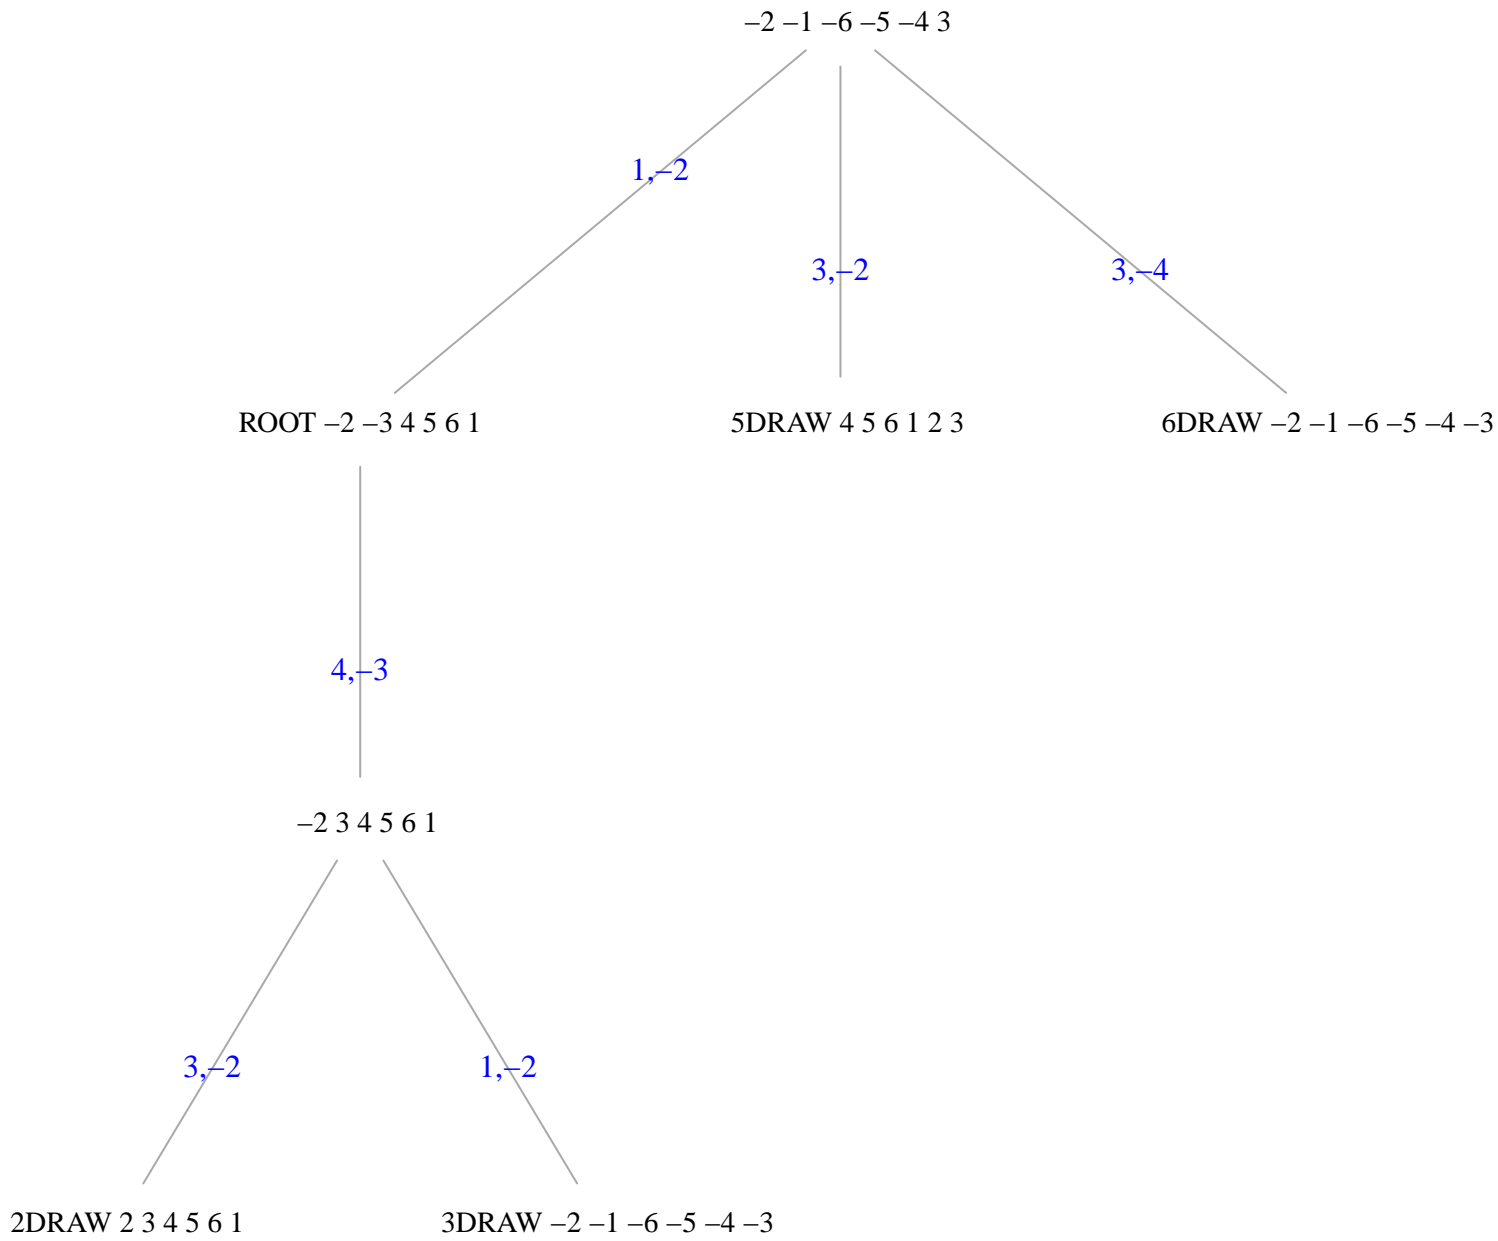 –2 –1 –6 –5 –4 3
1,–2
3,–2
3,–4
ROOT –2 –3 4 5 6 1
5DRAW 4 5 6 1 2 3
6DRAW –2 –1 –6 –5 –4 –3
4,–3
–2 3 4 5 6 1
3,–2
1,–2
2DRAW 2 3 4 5 6 1
3DRAW –2 –1 –6 –5 –4 –3